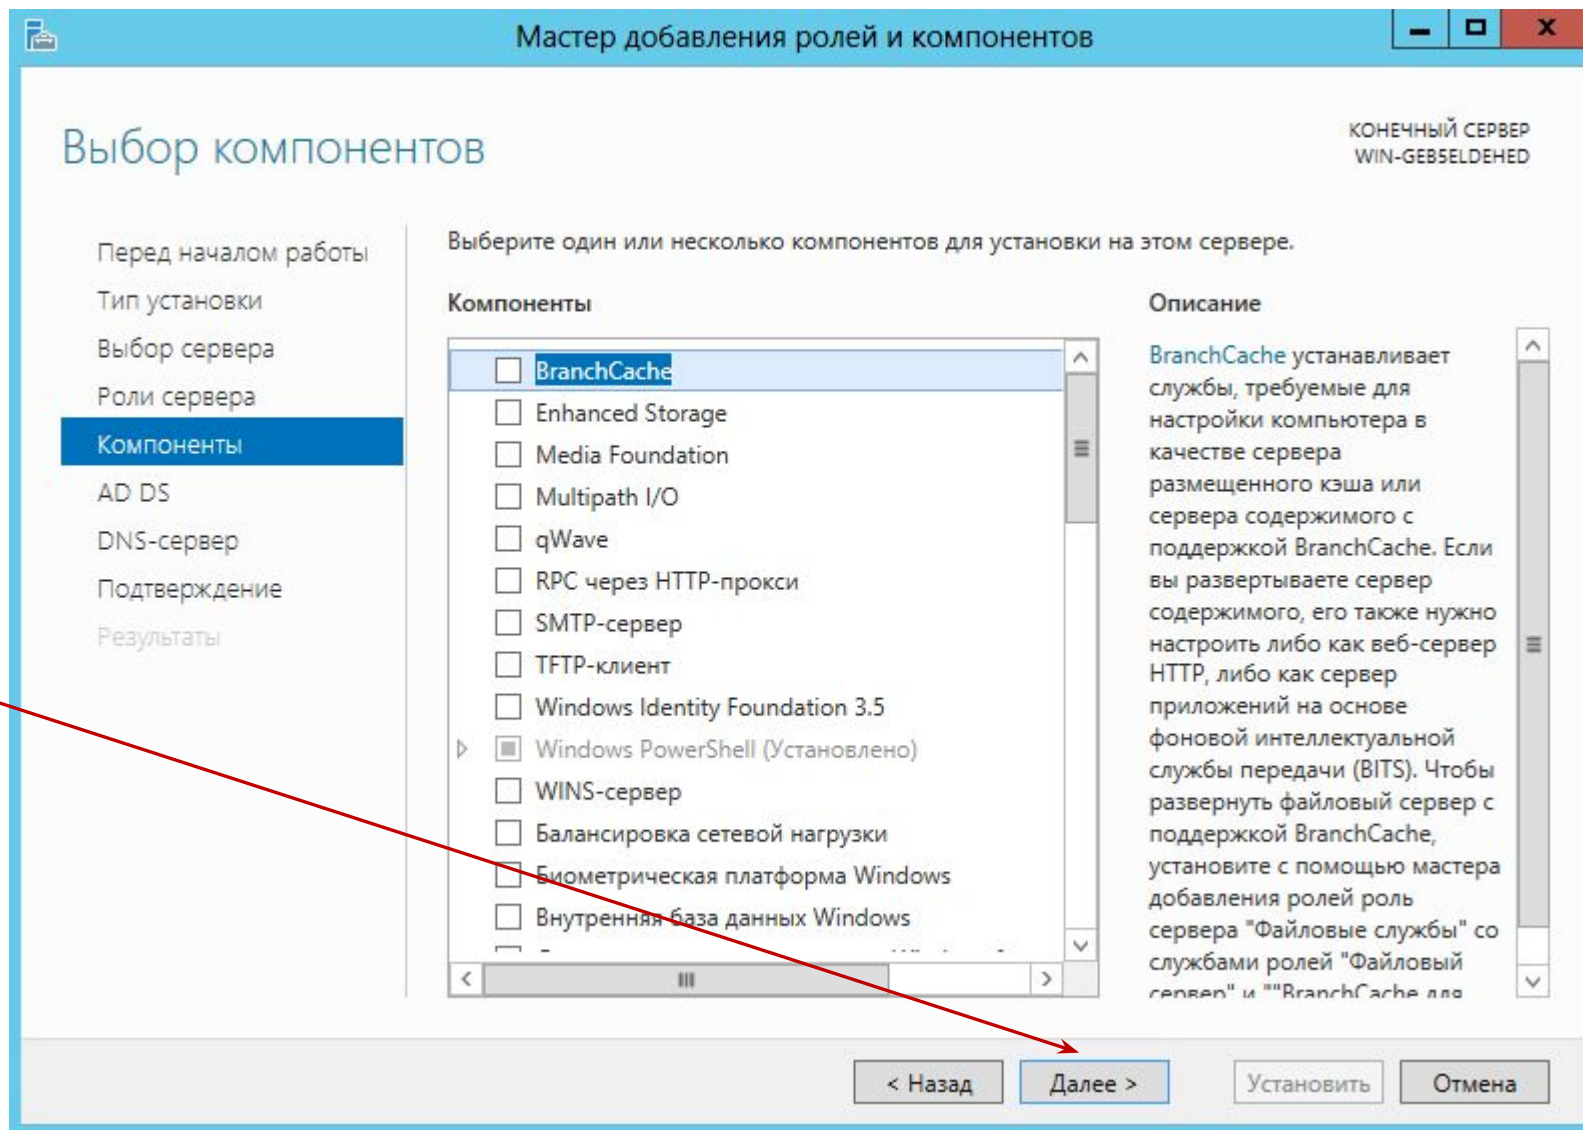 Мастер добавления ролей и компонентов
Выбор компонентов
КОНЕЧНЫЙ СЕРВЕР
WIN-GEB5ELDEHED
Перед началом работы
Тип установки
Выбор сервера
Роли сервера
Компоненты
AD DS
DNS-сервер
Подтверждение
Результаты
Выберите один или несколько компонентов для установки на этом сервере.
Компоненты
BranchCache
Enhanced Storage
Media Foundation
Multipath I/O
qWave
RPC через HTTP-прокси
SMTP-сервер
TFTP-клиент
Windows Identity Foundation 3.5
Windows PowerShell (Установлено)
WINS-сервер
Балансировка сетевой нагрузки
Биометрическая платформа Windows
Внутренняя база данных Windows
Описание
BranchCache устанавливает
службы, требуемые для
настройки компьютера в
качестве сервера
размещенного кэша или
сервера содержимого с
поддержкой BranchCache. Если
вы развертываете сервер
содержимого, его также нужно
настроить либо как веб-сервер
HTTP, либо как сервер
приложений на основе
фоновой интеллектуальной
службы передачи (BITS). Чтобы
развернуть файловый сервер с
поддержкой BranchCache,
установите с помощью мастера
добавления ролей роль
сервера "Файловые службы" со
службами ролей "Файловый
сервер" и ""BranchCache для
< Назад
Далее >
Установить
Отмена